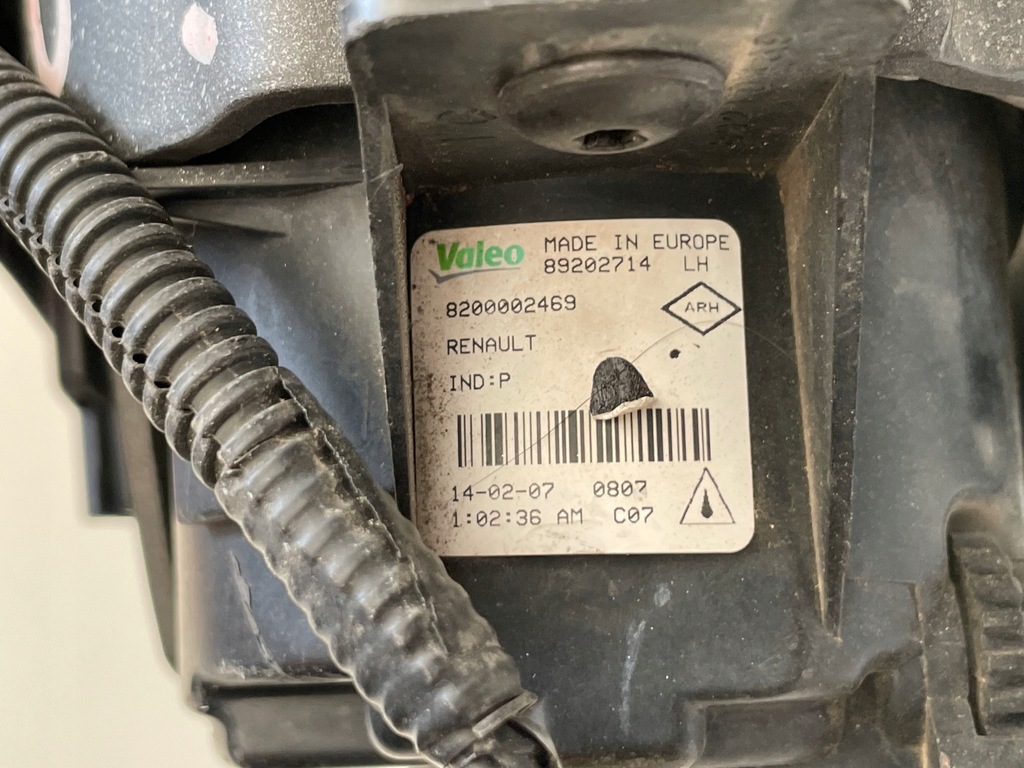 Valeo
MADE IN EUROPE
89202714 LH
8200002469
ARH
RENAULT
IND:P
14-02-07 0807
1:02:36 AM C07